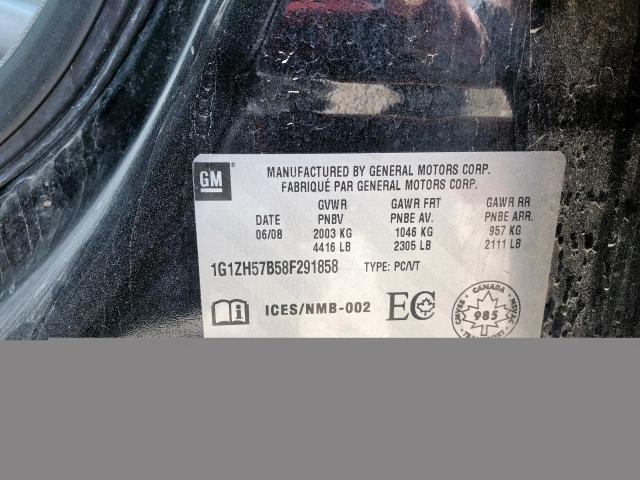 GM
MANUFACTURED BY GENERAL MOTORS CORP.
FABRIQUÉ PAR GENERAL MOTORS CORP.
GVWR GAWR FRT GAWR RR
DATE PNBV PNBE AV. PNBE ARR.
06/08 2003 KG 1046 KG 957 KG
4416 LB 2305 LB 2111 LB
1G1ZH57B58F291858 TYPE: PC/VT
ICES/NMB-002 EC CANADA CMVSS 985 NSVAC